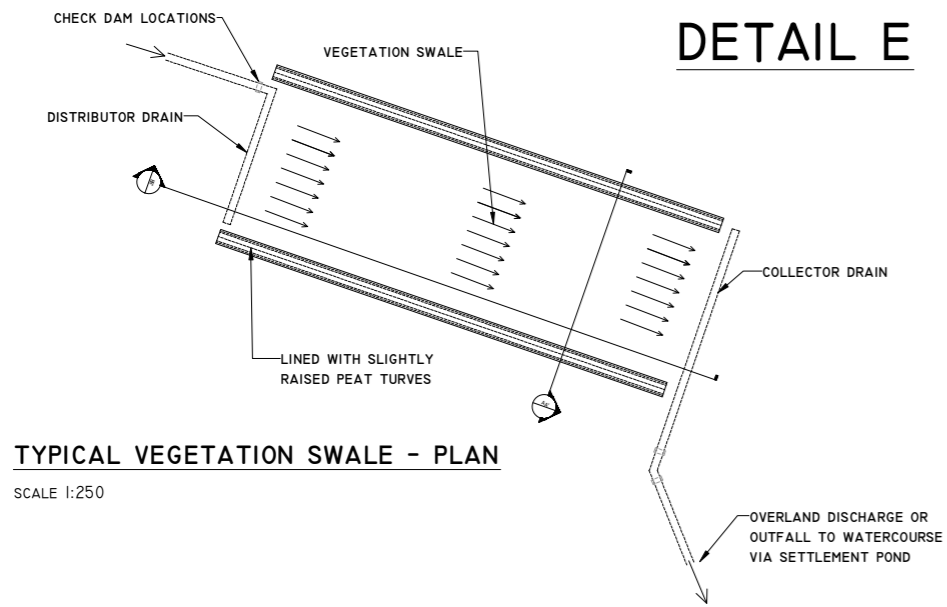 CHECK DAM LOCATIONS
DETAIL E
VEGETATION SWALE
DISTRIBUTOR DRAIN
COLLECTOR DRAIN
LINED WITH SLIGHTLY
RAISED PEAT TURVES
TYPICAL VEGETATION SWALE - PLAN
SCALE 1:250
OVERLAND DISCHARGE OR
OUTFALL TO WATERCOURSE
VIA SETTLEMENT POND